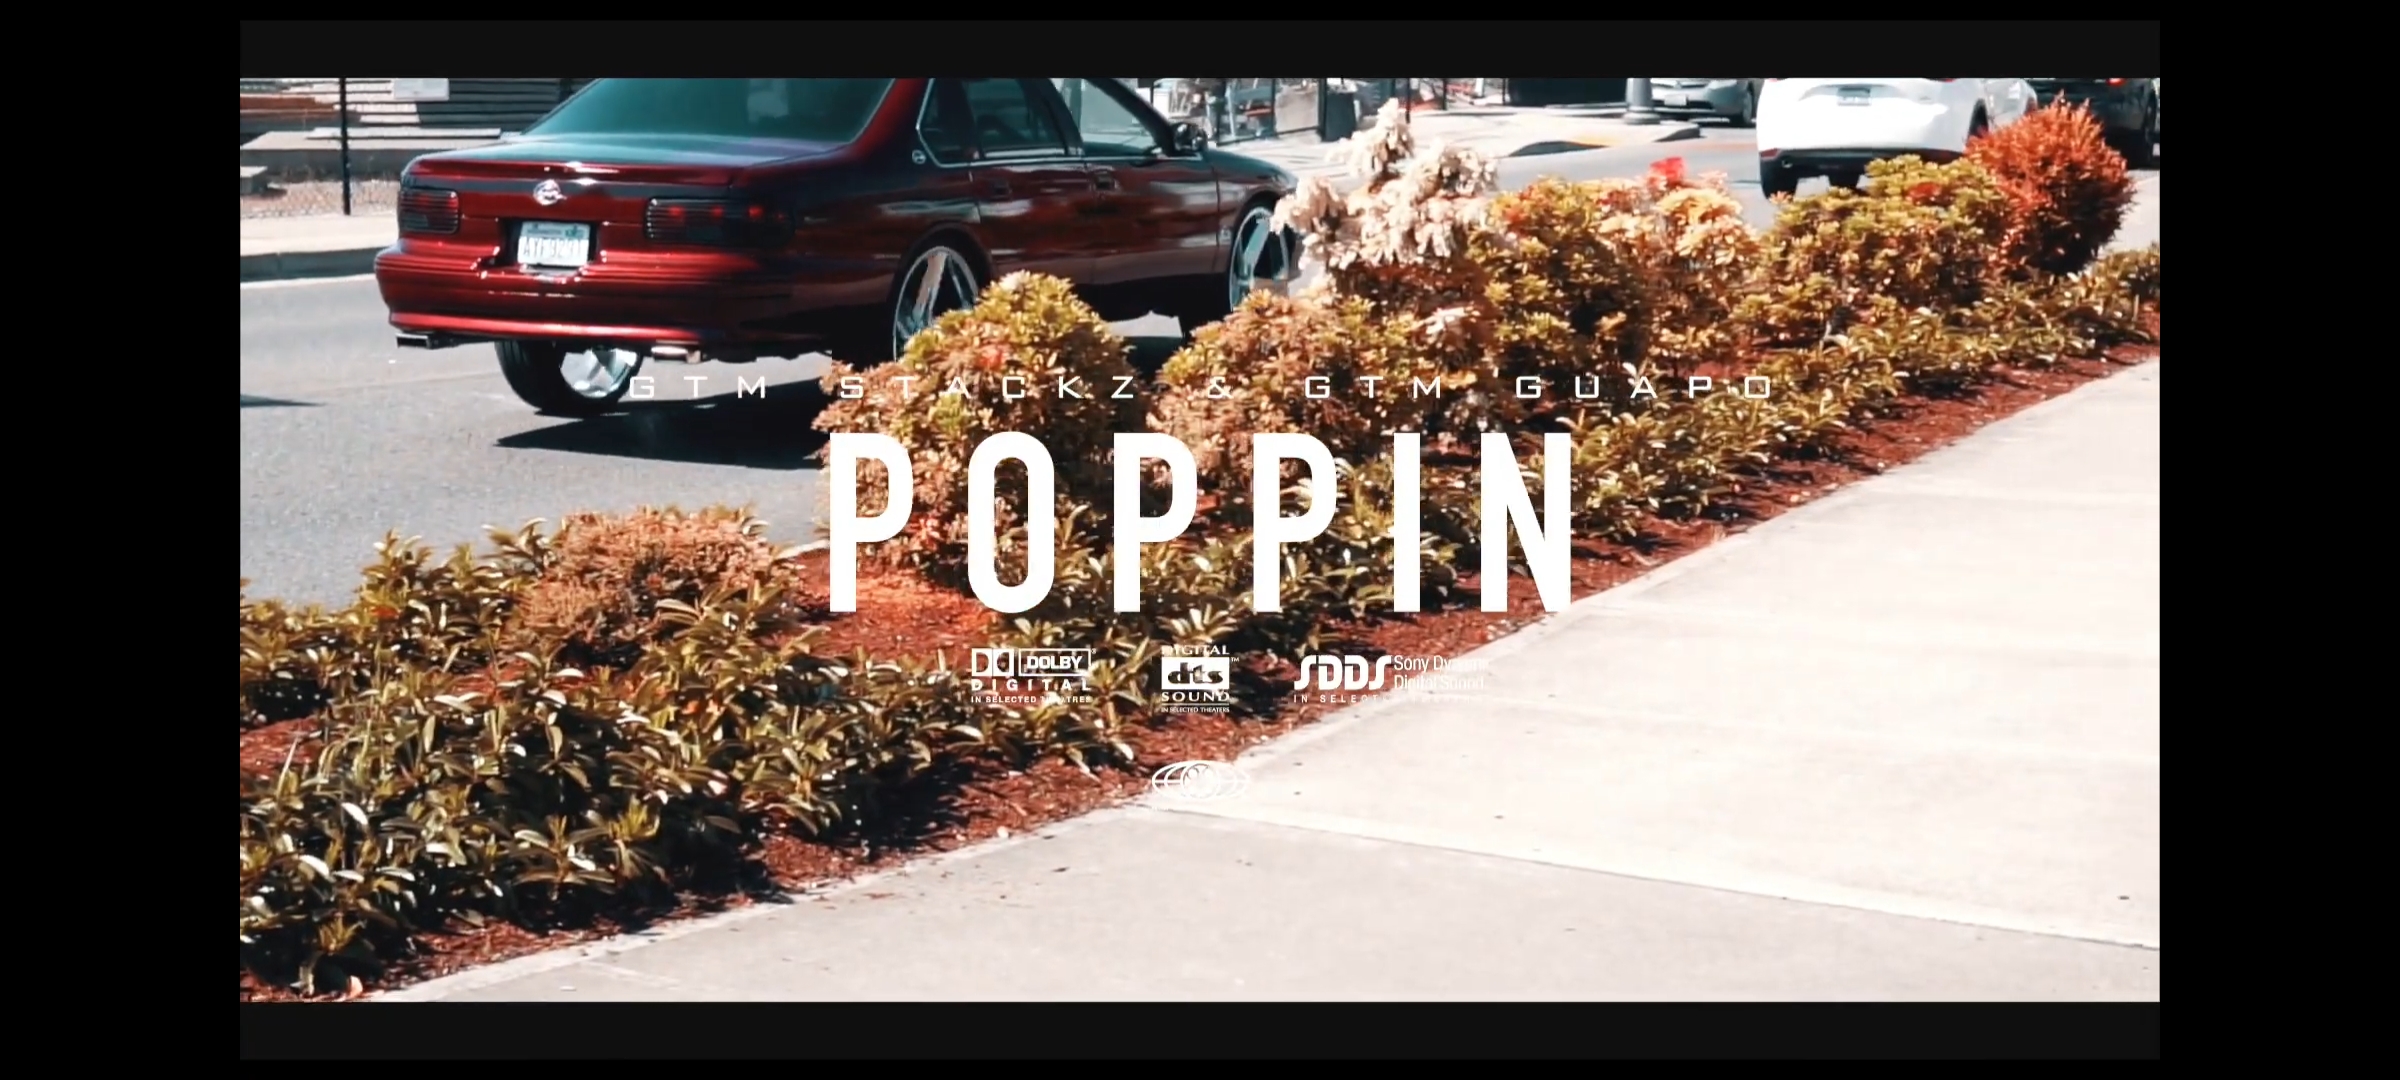 GTM STACKZ & GTM GUAPO
POPPIN
DOLBY
DIGITAL
IN SELECTED THEATRES
DIGITAL
dts
SOUND
IN SELECTED THEATERS
SDDS Sony Dynamic
Digital Sound
IN SELECTED